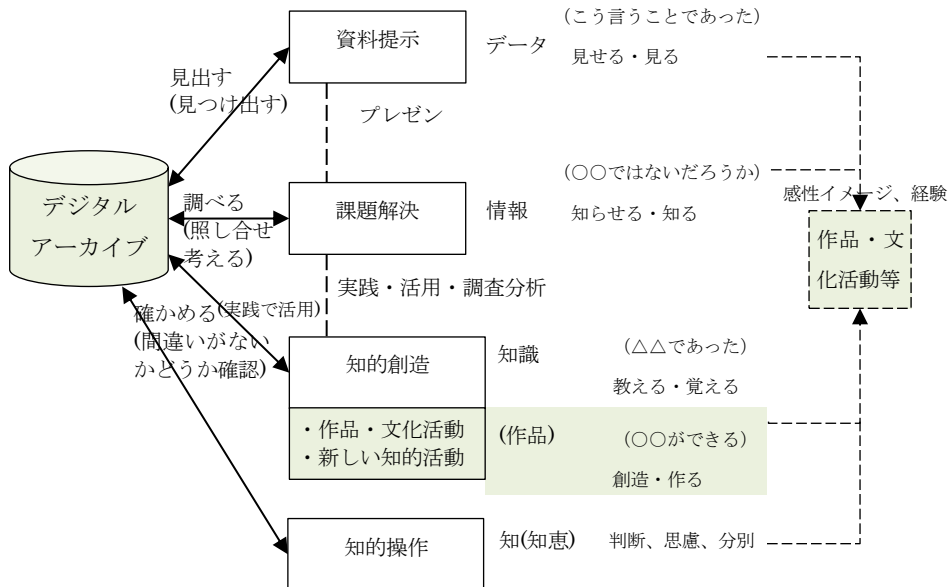 資料提示
データ
(こう言うことであった)
見せる・見る
見出す
(見つけ出す)
プレゼン
デジタル
アーカイブ
調べる
(照し合せ
考える)
課題解決
情報
(○○ではないだろうか)
知らせる・知る
感性イメージ、経験
作品・文
化活動等
実践・活用・調査分析
確かめる
(実践で活用)
(間違いがない
かどうか確認)
知的創造
知識
(△△であった)
教える・覚える
・作品・文化活動
・新しい知的活動
(作品)
(○○ができる)
創造・作る
知的操作
知(知恵)
判断、思慮、分別